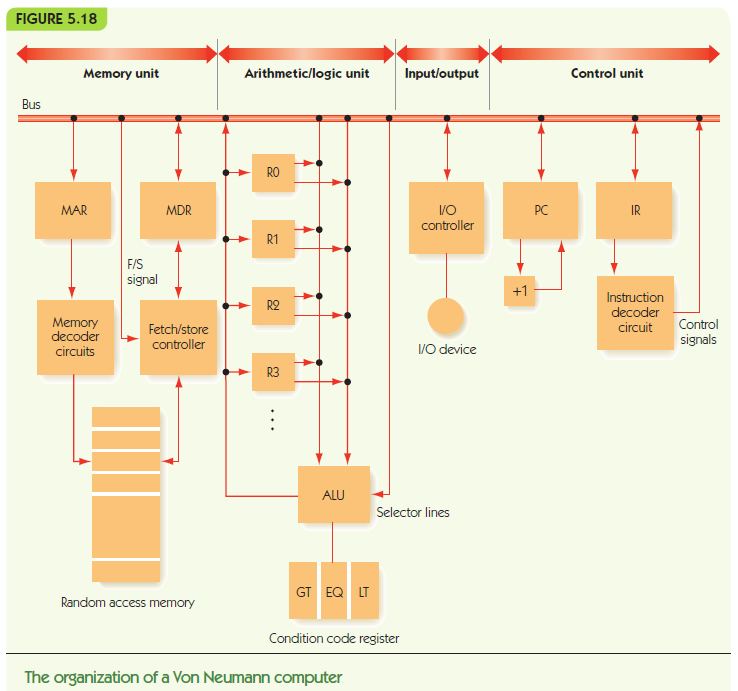 FIGURE 5.18
Memory unit
Arithmetic/logic unit
Input/output
Control unit
Bus
MAR
MDR
R0
R1
R2
R3
I/O
controller
PC
IR
F/S
signal
+1
Memory
decoder
circuits
Fetch/store
controller
I/O device
Instruction
decoder
circuit
Control
signals
ALU
Selector lines
GT EQ LT
Random access memory
Condition code register
The organization of a Von Neumann computer